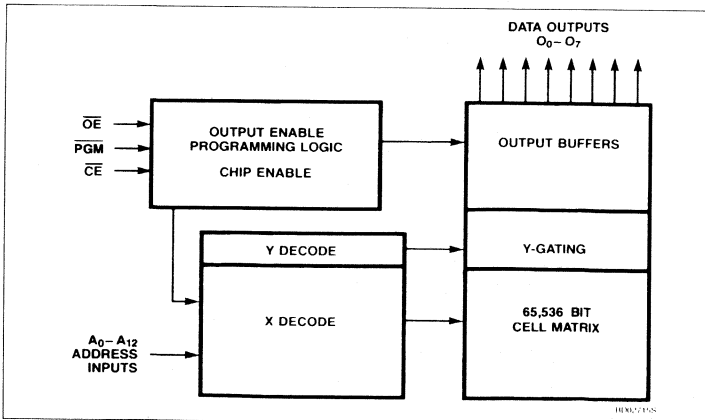 DATA OUTPUTS
O0– O7
OE
PGM
CE
OUTPUT ENABLE
PROGRAMMING LOGIC
CHIP ENABLE
OUTPUT BUFFERS
Y DECODE
Y-GATING
X DECODE
65,536 BIT
CELL MATRIX
A0– A12
ADDRESS
INPUTS